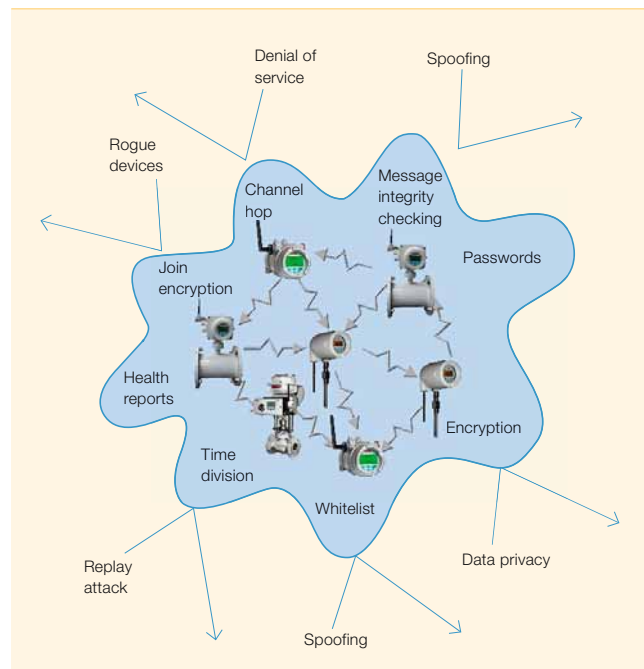 Denial of
service
Spoofing
Rogue
devices
Channel
hop
Message
integrity
checking
Passwords
Join
encryption
Health
reports
Encryption
Time
division
Whitelist
Replay
attack
Data privacy
Spoofing